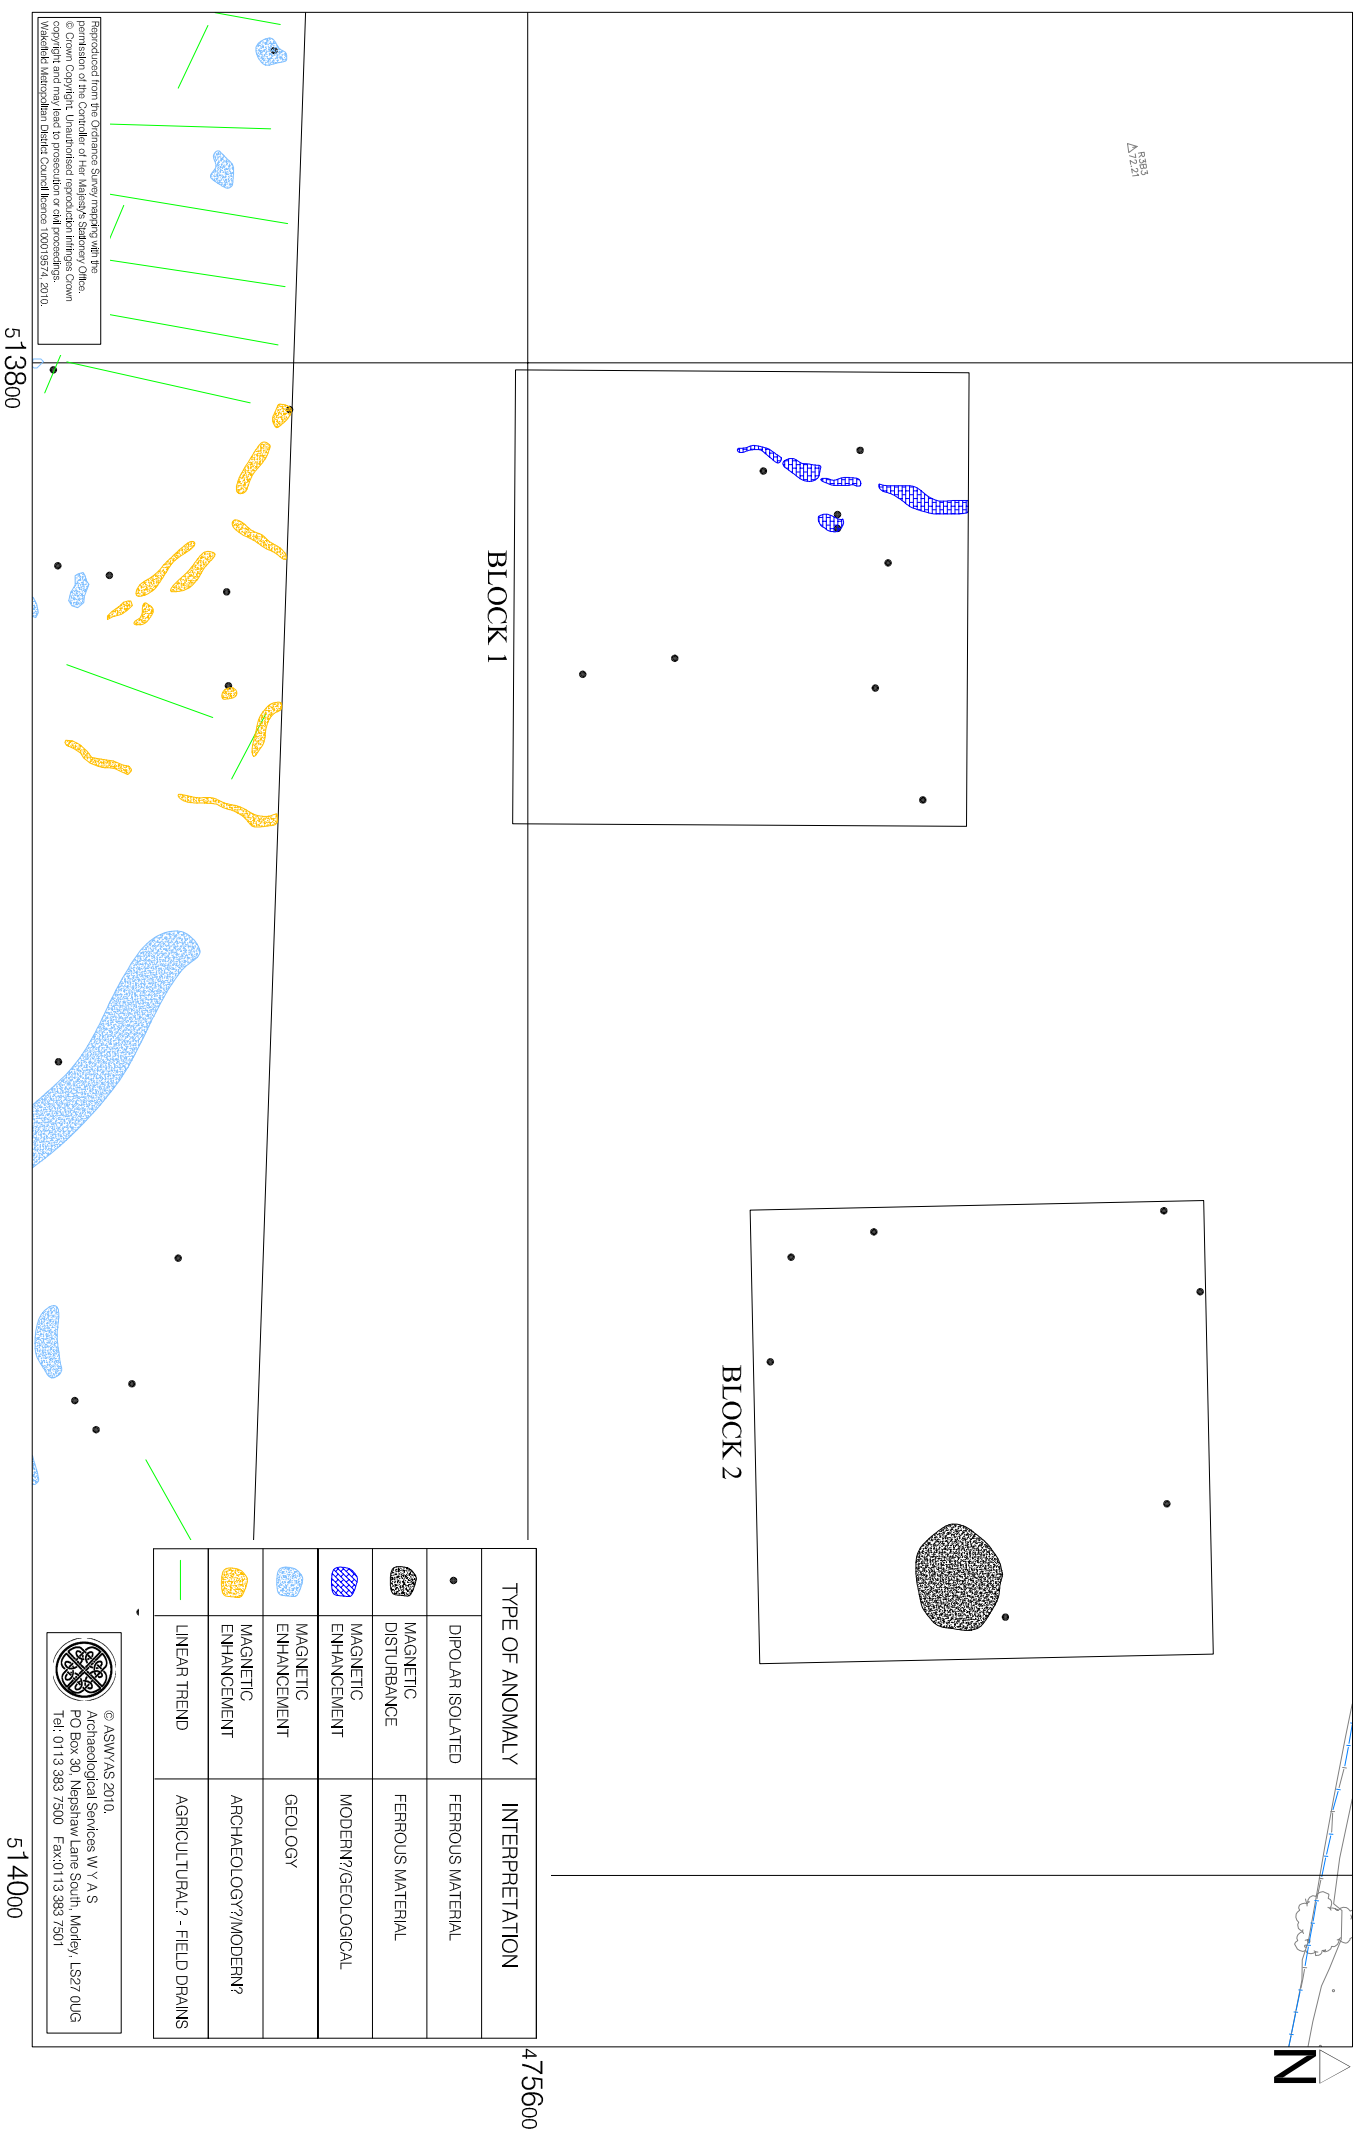 Reproduced from the Ordnance Survey mapping with the
permission of the Controller of Her Majesty's Stationery Office.
© Crown Copyright. Unauthorised reproduction infringes Crown
copyright and may lead to prosecution or civil proceedings.
Wakefield Metropolitan District Council licence 100019574, 2010.
R3B3
72.21
513800
BLOCK 1
BLOCK 2
TYPE OF ANOMALY INTERPRETATION
DIPOLAR ISOLATED FERROUS MATERIAL
MAGNETIC
DISTURBANCE
FERROUS MATERIAL
MAGNETIC
ENHANCEMENT
MODERN?/GEOLOGICAL
MAGNETIC
ENHANCEMENT
GEOLOGY
MAGNETIC
ENHANCEMENT
ARCHAEOLOGY?/MODERN?
LINEAR TREND AGRICULTURAL? - FIELD DRAINS
© ASWYAS 2010.
Archaeological Services W Y A S
PO Box 30, Nepshaw Lane South, Morley, LS27 0UG
Tel: 0113 383 7500 Fax:0113 383 7501
514000
475600
N